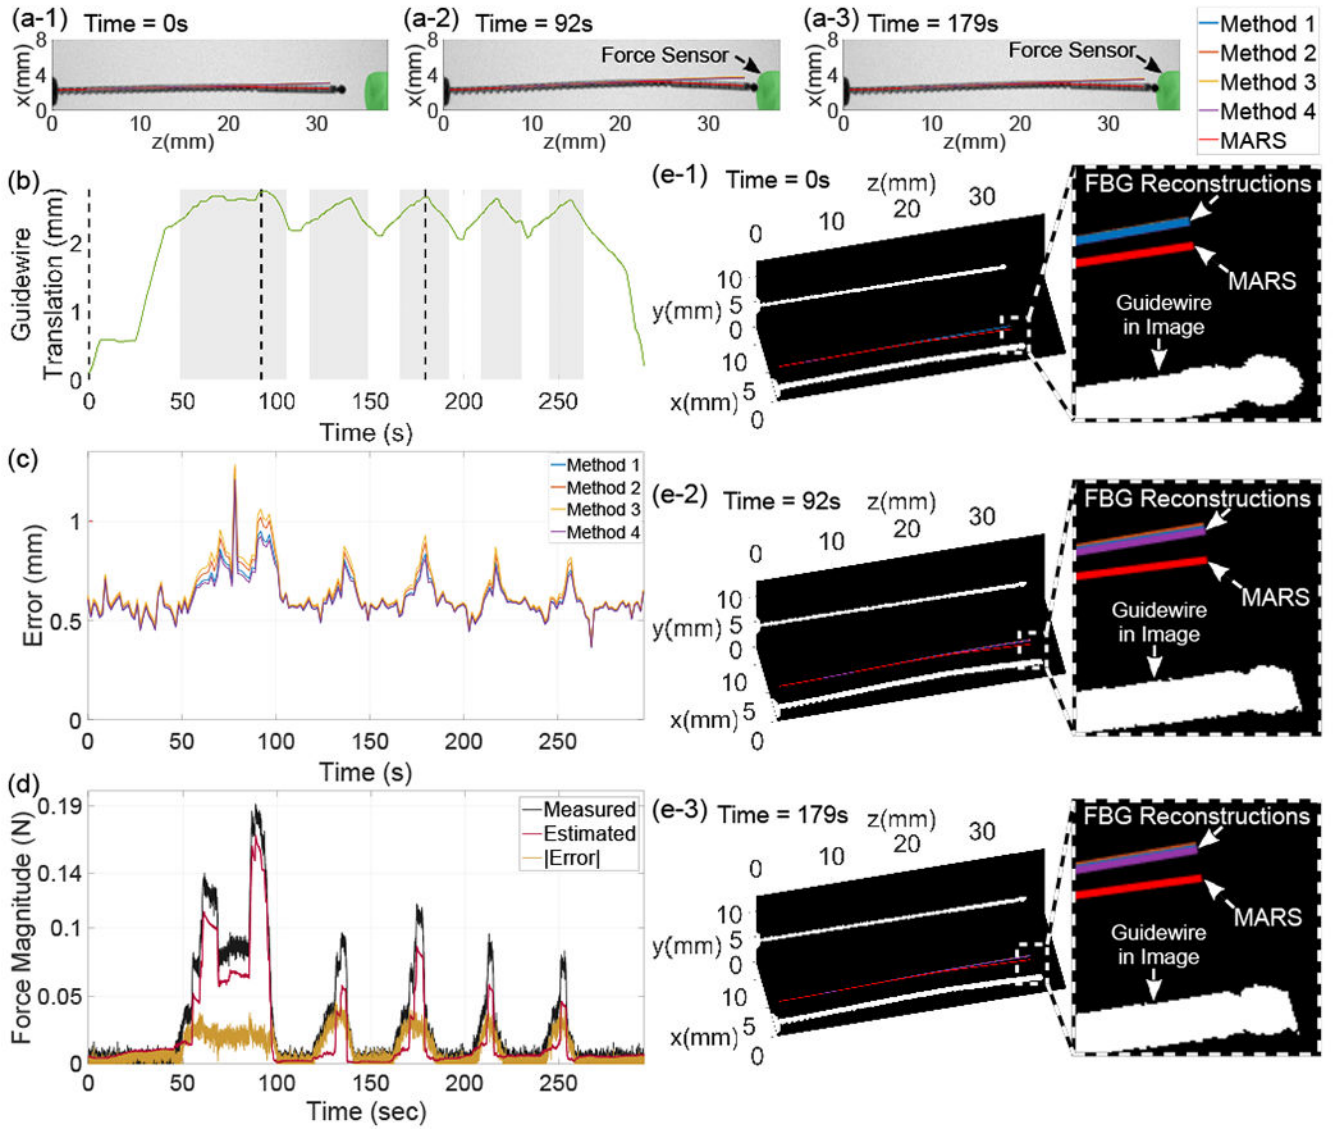 (a-1) Time = 0s
8
x(mm)
4
0
0 10 20 30
z(mm)
(a-2) Time = 92s
Force Sensor
8
x(mm)
4
0
0 10 20 30
z(mm)
(a-3) Time = 179s
Force Sensor
8
x(mm)
4
0
0 10 20 30
z(mm)
Method 1
Method 2
Method 3
Method 4
MARS
(b)
Guidewire
Translation (mm)
2
1
0
0 50 100 150 200 250
Time (s)
(c)
Method 1
Method 2
Method 3
Method 4
Error (mm)
1
0.5
0
0 50 100 150 200 250
Time (s)
(d)
Measured
Estimated
|Error|
Force Magnitude (N)
0.19
0.14
0.1
0.05
0
0 50 100 150 200 250
Time (sec)
(e-1) Time = 0s
z(mm)
0 10 20 30
10
5
y(mm)
0
10
5
x(mm)
0
FBG Reconstructions
MARS
Guidewire
in Image
(e-2) Time = 92s
z(mm)
0 10 20 30
10
5
y(mm)
0
10
5
x(mm)
0
FBG Reconstructions
MARS
Guidewire
in Image
(e-3) Time = 179s
z(mm)
0 10 20 30
10
5
y(mm)
0
10
5
x(mm)
0
FBG Reconstructions
MARS
Guidewire
in Image